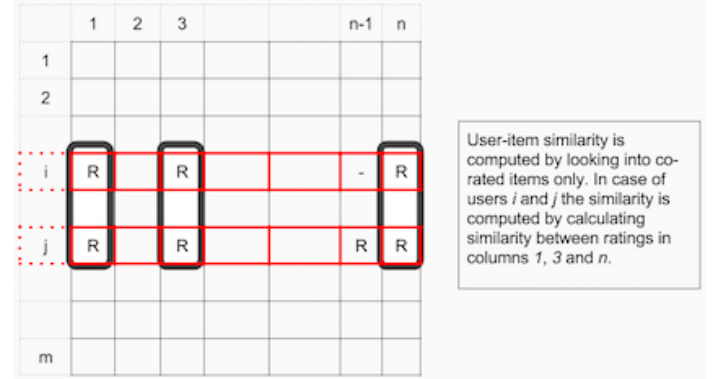 1 2 3 n-1 n
1
2
i R R - R
j R R R R
m
User-item similarity is
computed by looking into co-
rated items only. In case of
users i and j the similarity is
computed by calculating
similarity between ratings in
columns 1, 3 and n.